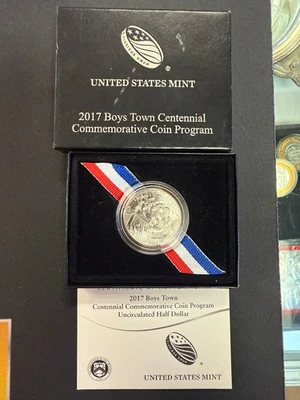 UNITED STATES MINT
2017 Boys Town Centennial
Commemorative Coin Program
2017 Boys Town
Centennial Commemorative Coin Program
Uncirculated Half Dollar
UNITED STATES MINT